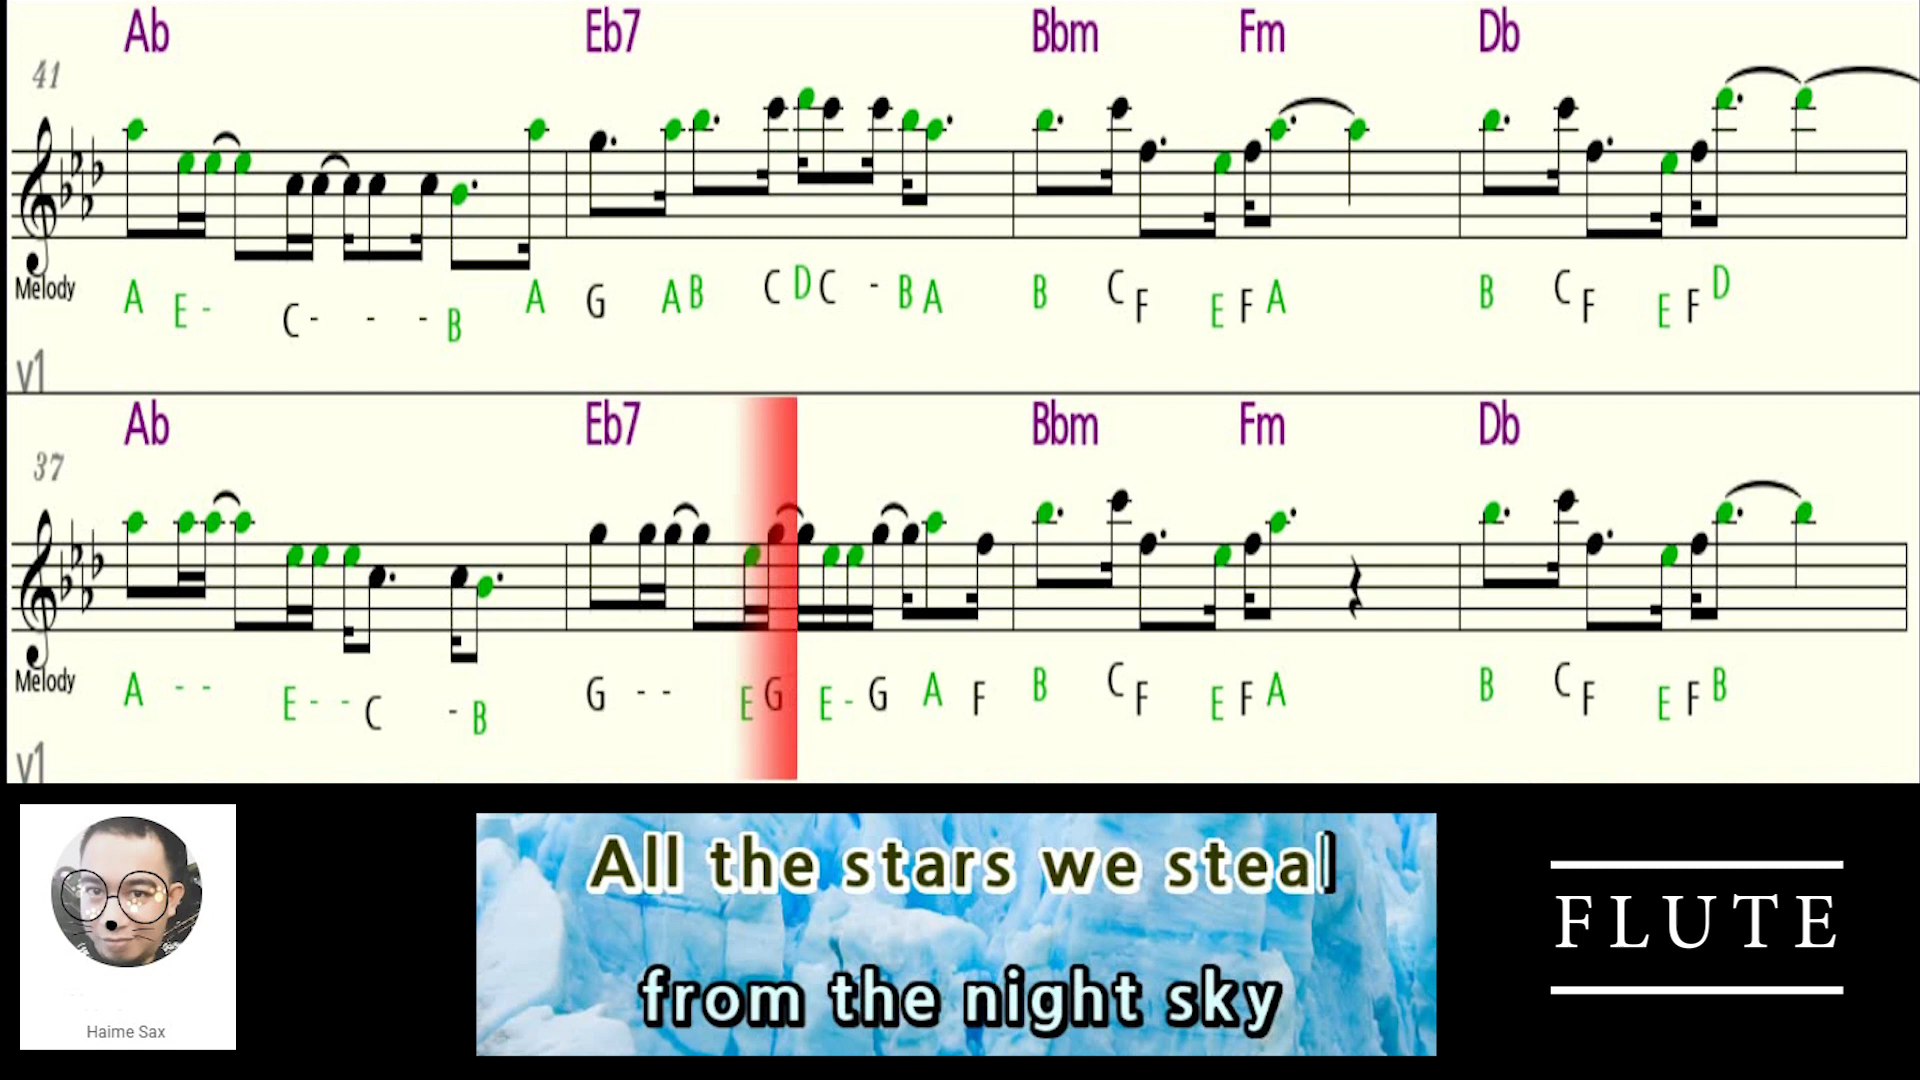 Ab Eb7 Bbm Fm Db
41
Melody A E - C - - - B A G A B C D C - B A B C F E F A B C F E F D
v1
Ab Eb7 Bbm Fm Db
37
Melody A - - E - - C - B G - - E G E - G A F B C F E F A B C F E F B
v1
Haime Sax
All the stars we steal
from the night sky
FLUTE